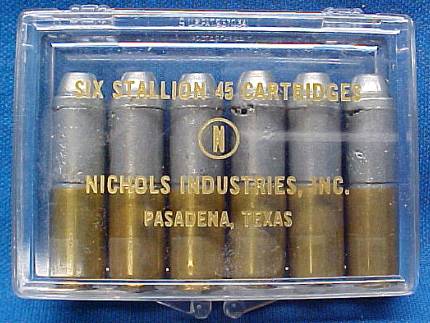 SIX STALLION 45 CARTRIDGES
N
NICHOLS INDUSTRIES, INC.
PASADENA, TEXAS